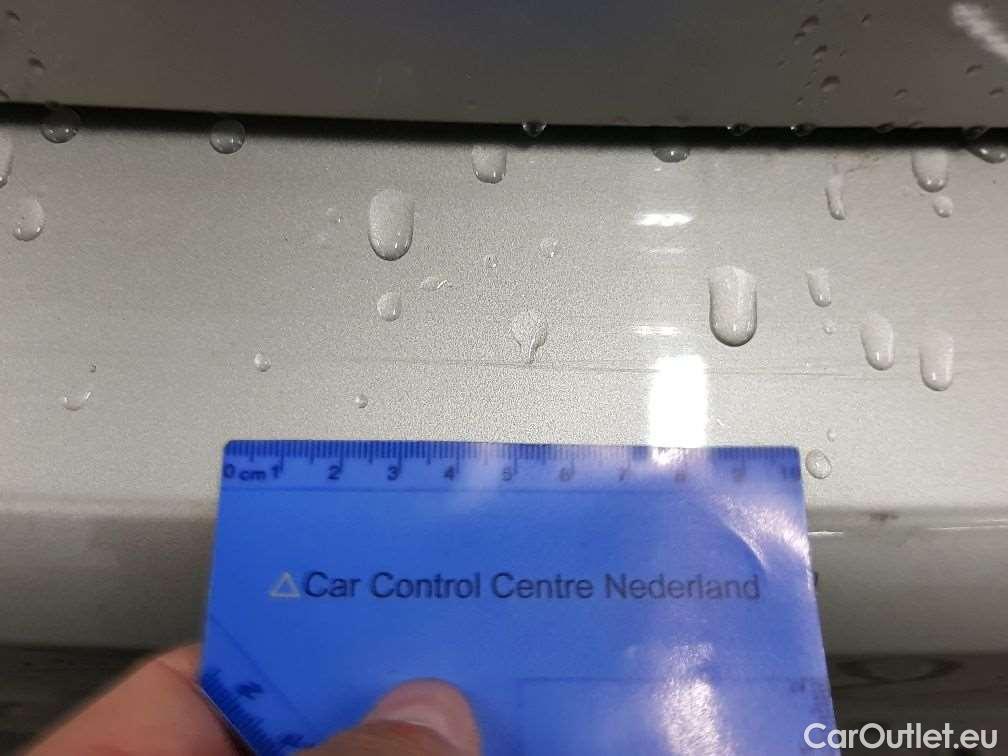 0 cm 1 2 3 4 5 6 7 8 9 10
Car Control Centre Nederland
CarOutlet.eu